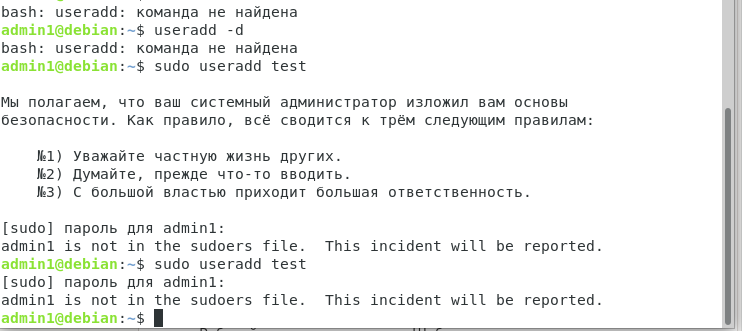 bash: useradd: команда не найдена
admin1@debian:~$ useradd -d
bash: useradd: команда не найдена
admin1@debian:~$ sudo useradd test
Мы полагаем, что ваш системный администратор изложил вам основы
безопасности. Как правило, всё сводится к трём следующим правилам:
№1) Уважайте частную жизнь других.
№2) Думайте, прежде что-то вводить.
№3) С большой властью приходит большая ответственность.
[sudo] пароль для admin1:
admin1 is not in the sudoers file.  This incident will be reported.
admin1@debian:~$ sudo useradd test
[sudo] пароль для admin1:
admin1 is not in the sudoers file.  This incident will be reported.
admin1@debian:~$